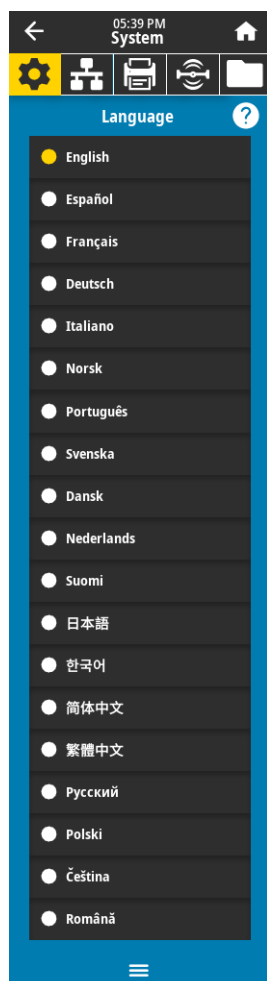 05:39 PM
System
Language
?
English
Español
Français
Deutsch
Italiano
Norsk
Português
Svenska
Dansk
Nederlands
Suomi
日本語
한국어
简体中文
繁體中文
Русский
Polski
Čeština
Română